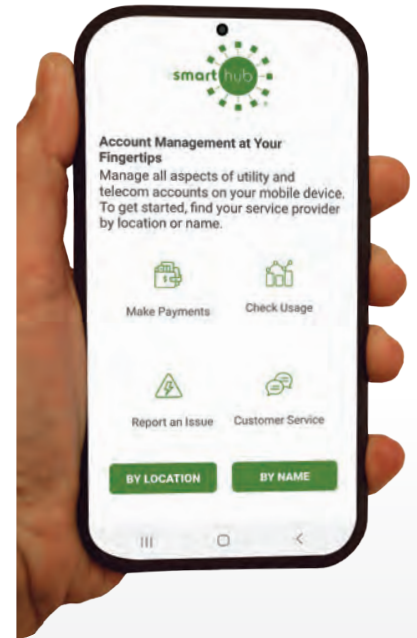 smart hub
Account Management at Your
Fingertips
Manage all aspects of utility and
telecom accounts on your mobile device.
To get started, find your service provider
by location or name.
Make Payments
Check Usage
Report an Issue
Customer Service
BY LOCATION
BY NAME